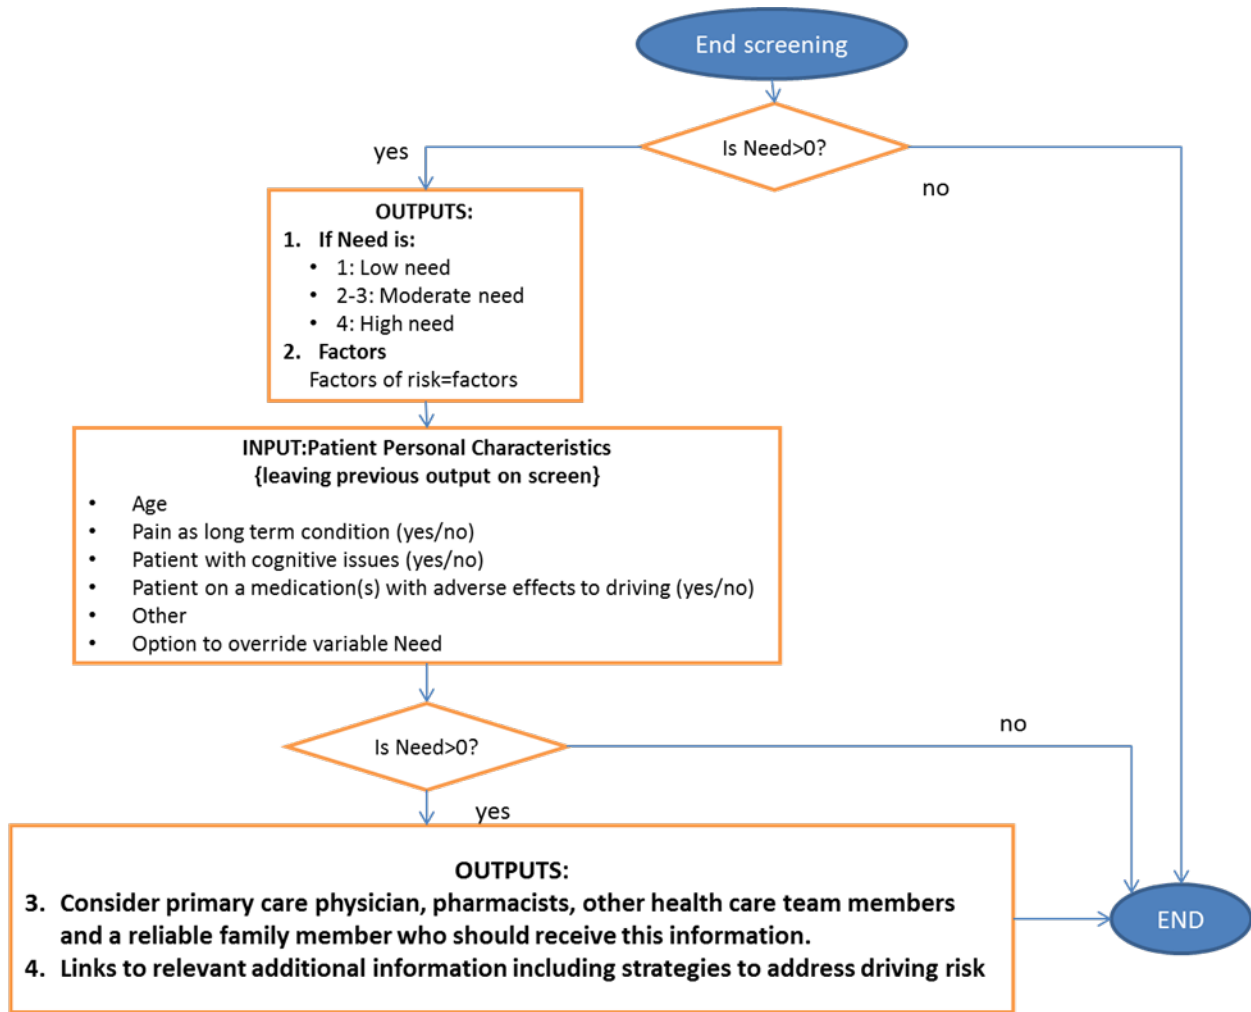 End screening
Is Need>0?
yes
no
OUTPUTS:
1. If Need is:
• 1: Low need
• 2-3: Moderate need
• 4: High need
2. Factors
Factors of risk=factors
INPUT:Patient Personal Characteristics
{leaving previous output on screen}
• Age
• Pain as long term condition (yes/no)
• Patient with cognitive issues (yes/no)
• Patient on a medication(s) with adverse effects to driving (yes/no)
• Other
• Option to override variable Need
Is Need>0?
no
yes
OUTPUTS:
3. Consider primary care physician, pharmacists, other health care team members
and a reliable family member who should receive this information.
4. Links to relevant additional information including strategies to address driving risk
END